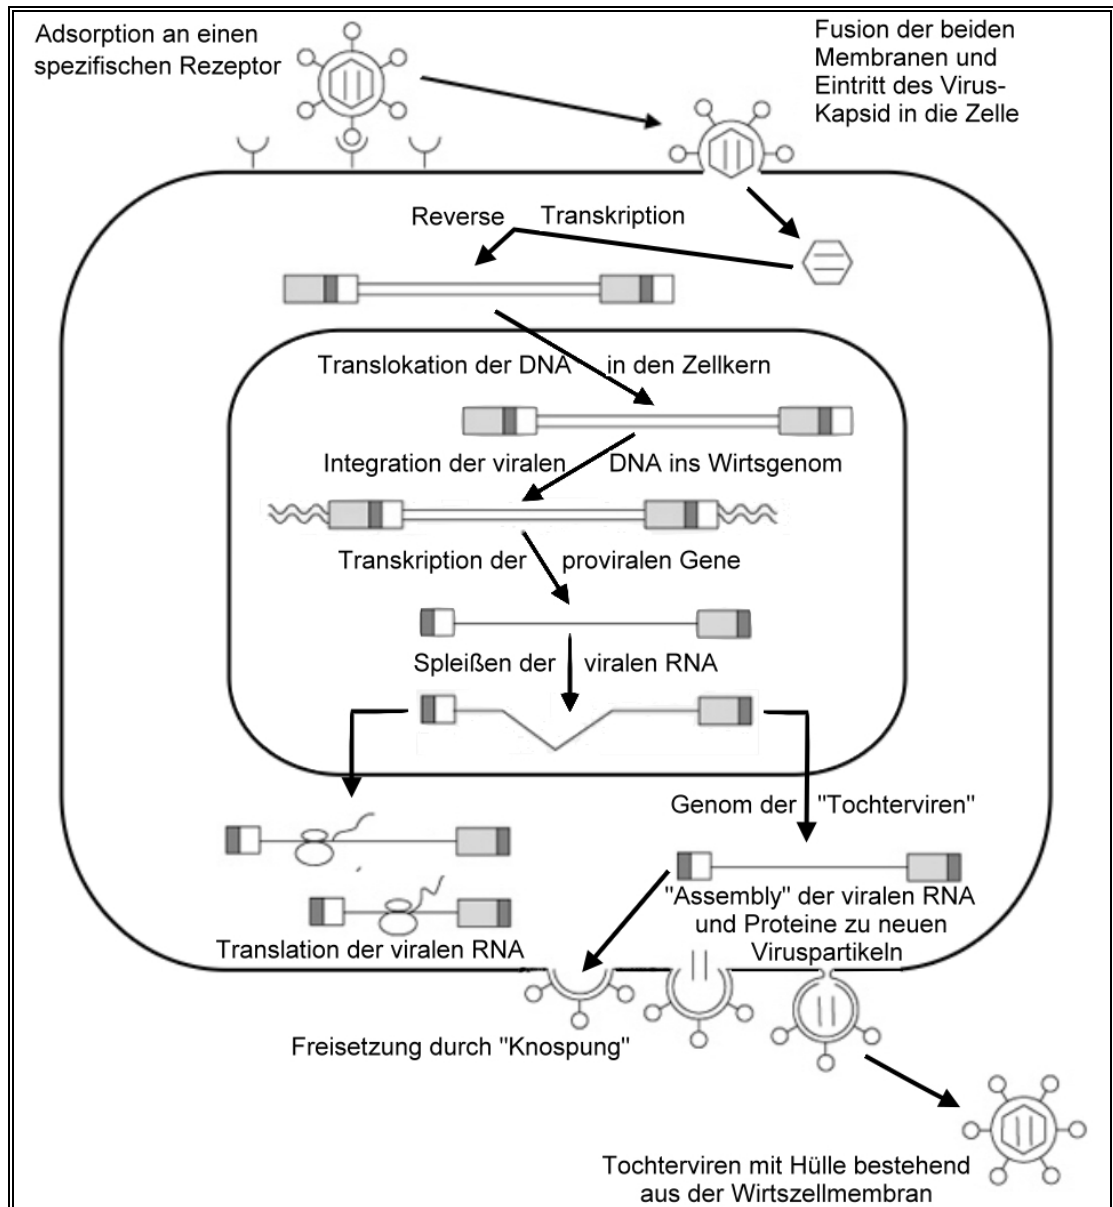 Adsorption an einen
spezifischen Rezeptor
Fusion der beiden
Membranen und
Eintritt des Virus-
Kapsid in die Zelle
Reverse Transkription
Translokation der DNA in den Zellkern
Integration der viralen DNA ins Wirtsgenom
Transkription der proviralen Gene
Spleißen der viralen RNA
Genom der "Tochterviren"
"Assembly" der viralen RNA
und Proteine zu neuen
Viruspartikeln
Translation der viralen RNA
Freisetzung durch "Knospung"
Tochterviren mit Hülle bestehend
aus der Wirtszellmembran